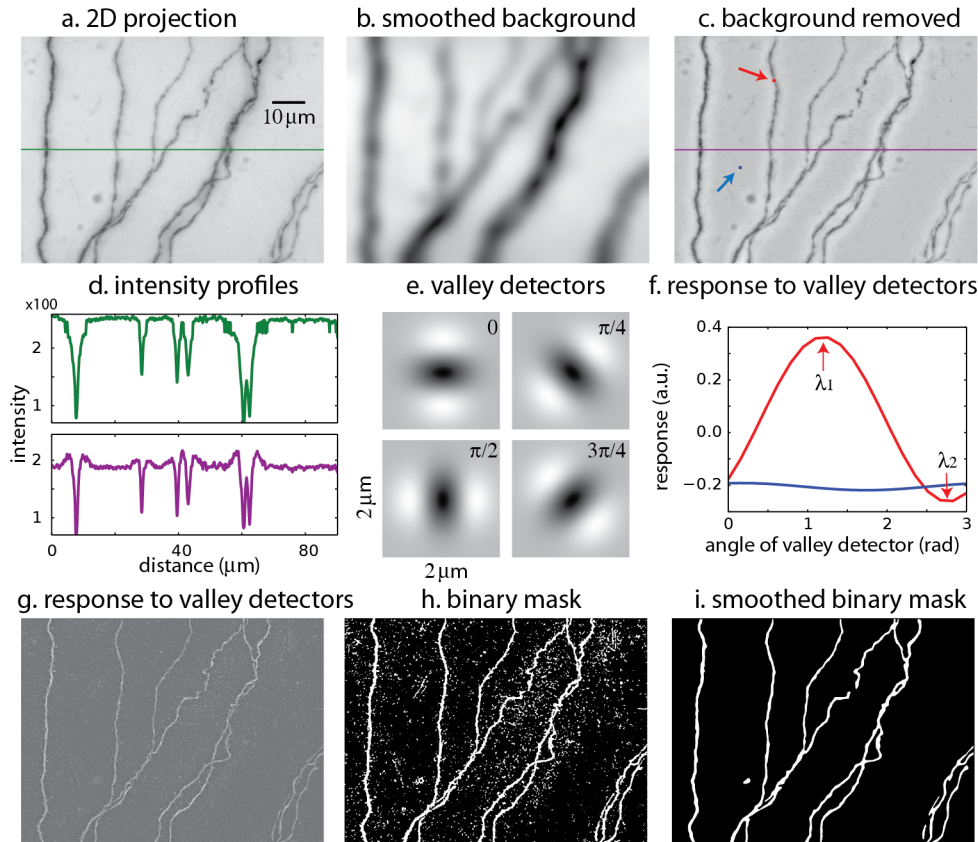 a. 2D projection
b. smoothed background
c. background removed
10 μm
d. intensity profiles
e. valley detectors
f. response to valley detectors
x100
2
1
2
1
intensity
0
40
80
distance (μm)
0
π/4
π/2
3π/4
2 μm
2 μm
0.4
0.2
0.0
−0.2
response (a.u.)
λ1
λ2
0
1
2
3
angle of valley detector (rad)
g. response to valley detectors
h. binary mask
i. smoothed binary mask